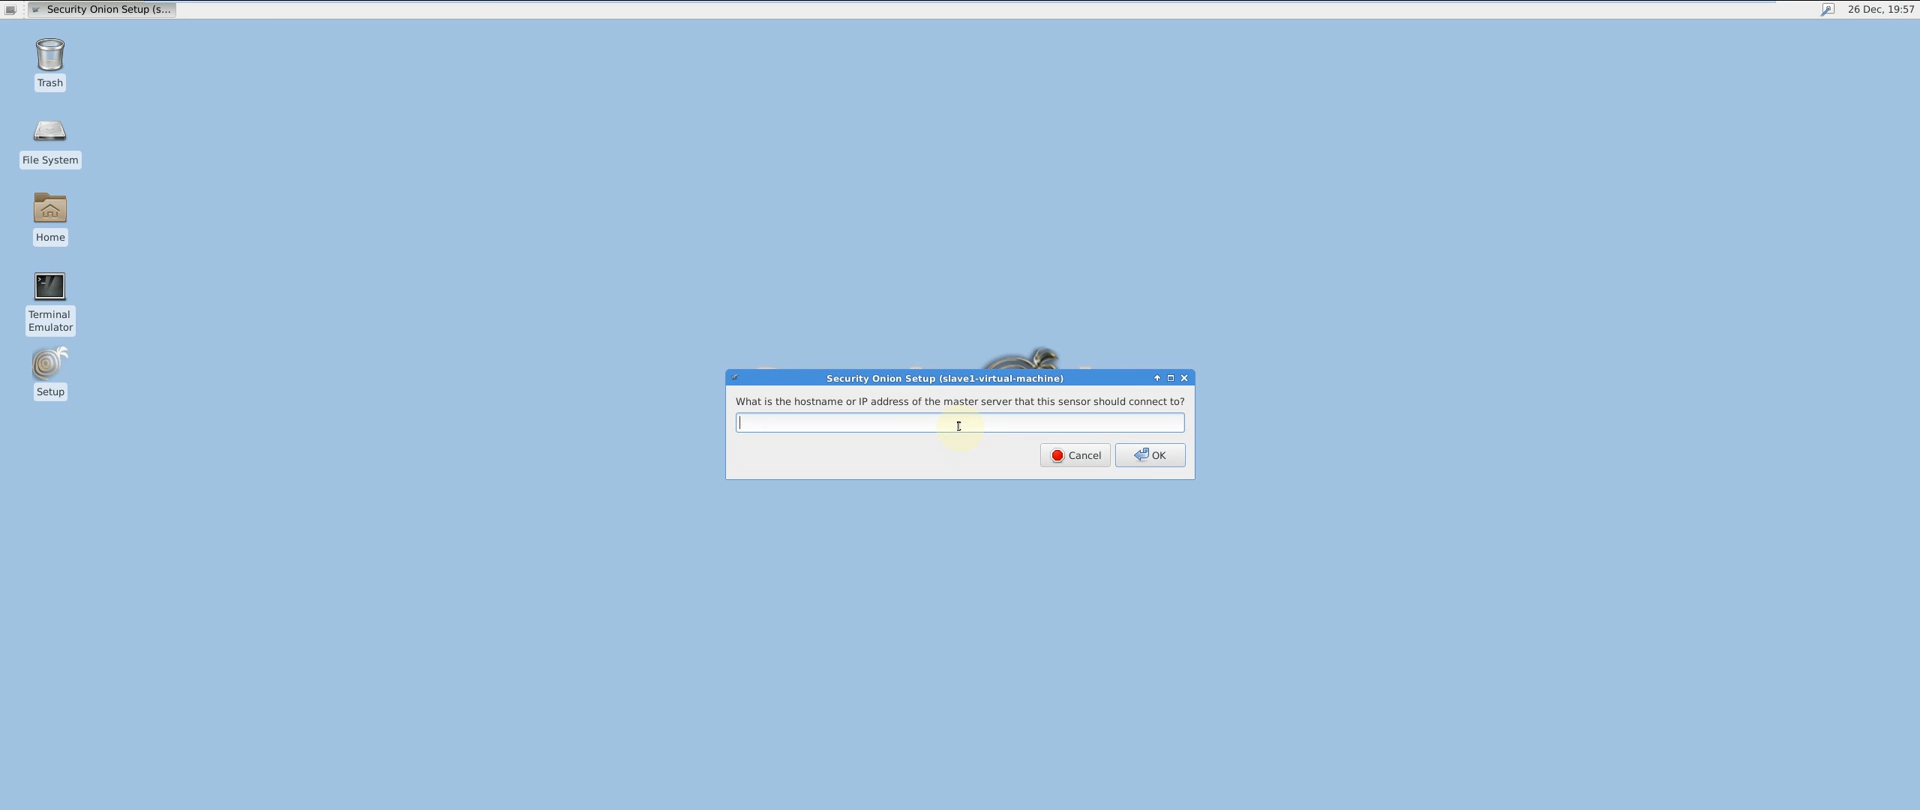 Security Onion Setup (s...
26 Dec, 19:57
Trash
File System
Home
Terminal
Emulator
Setup
Security Onion Setup (slave1-virtual-machine)
What is the hostname or IP address of the master server that this sensor should connect to?
Cancel
OK